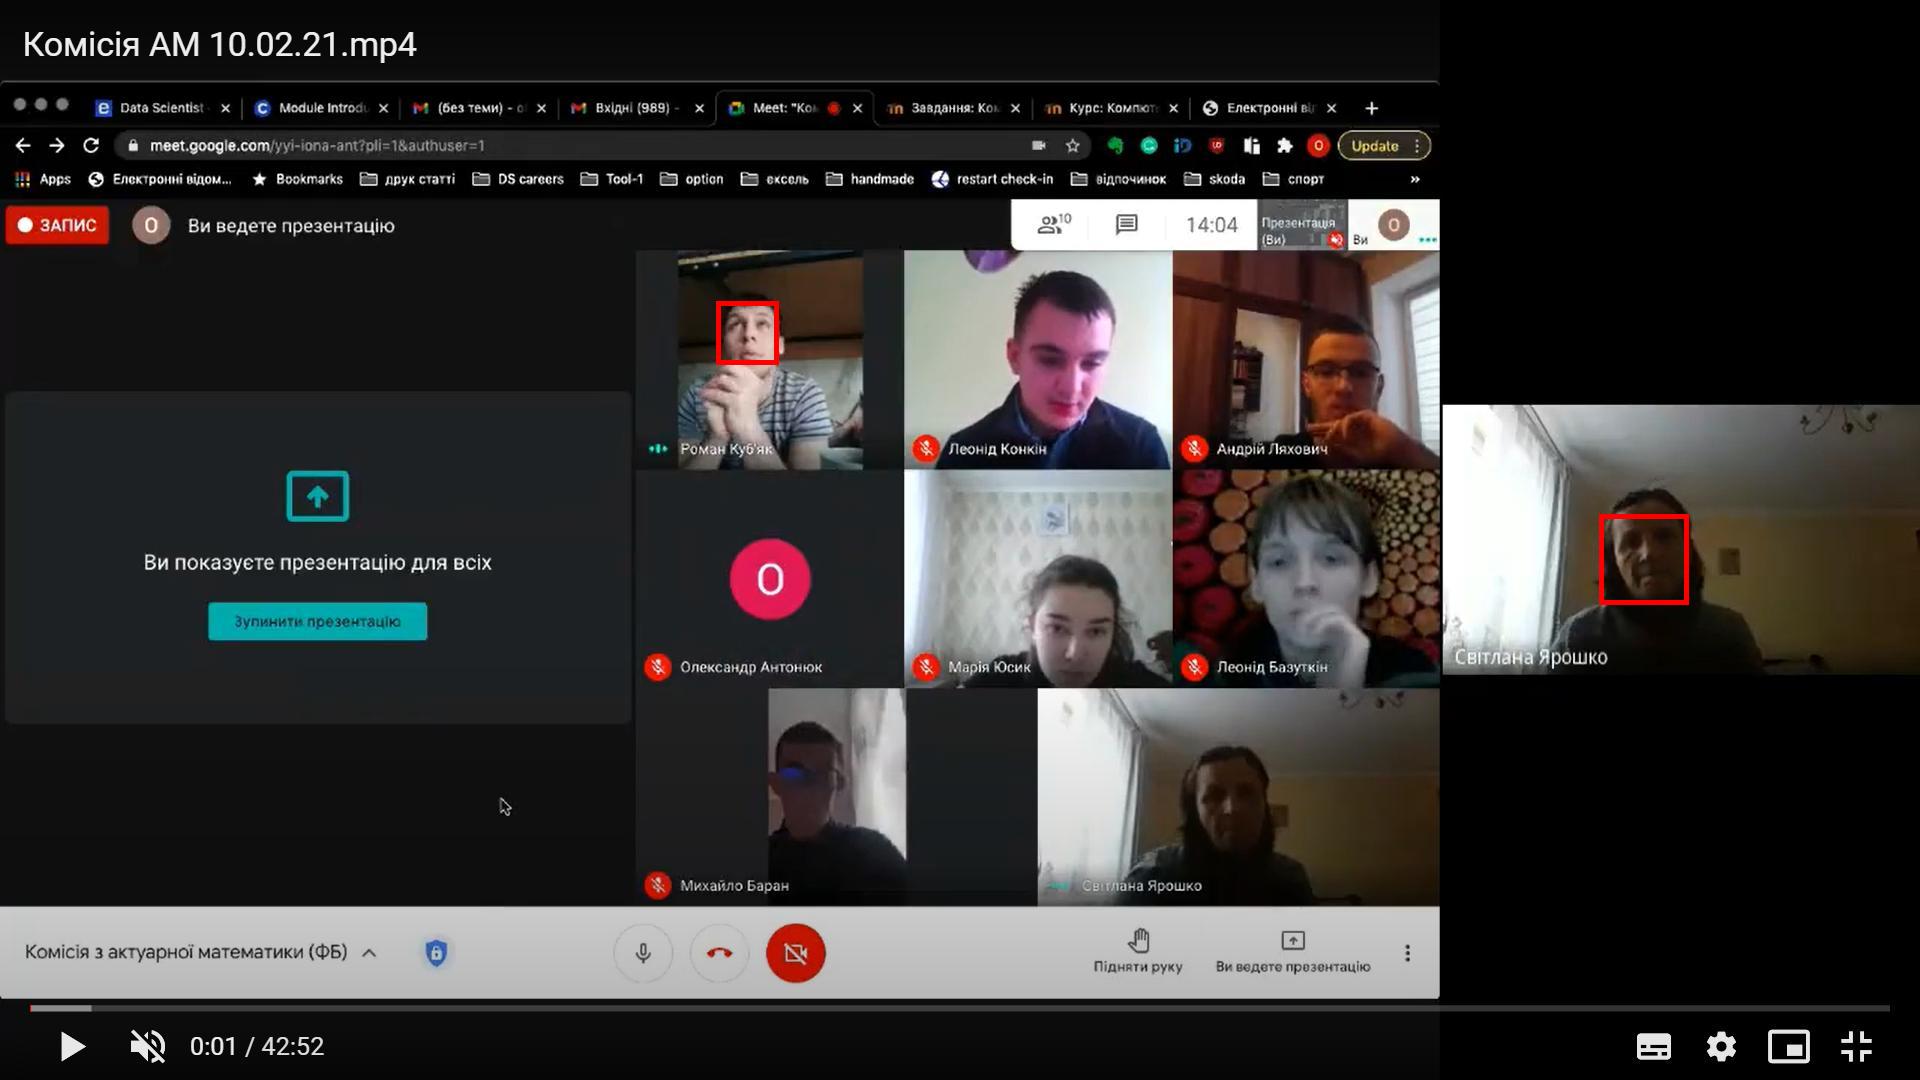 Комісія АМ 10.02.21.mp4
Data Scientist
Module Introdu
(без теми) - o
Вхідні (989) -
Meet: "Ком
Завдання: Ком
Курс: Компют
Електронні ві
meet.google.com/yyi-iona-ant?pli=1&authuser=1
Update
Apps
Електронні відом...
Bookmarks
друк статті
DS careers
Tool-1
option
ексель
handmade
restart check-in
відпочинок
skoda
спорт
»
ЗАПИС
O
Ви ведете презентацію
10
14:04
Презентація
(Ви)
Ви
O
Роман Куб'як
Леонід Конкін
Андрій Ляхович
Ви показуєте презентацію для всіх
Зупинити презентацію
O
Олександр Антонюк
Марія Юсик
Леонід Базуткін
Світлана Ярошко
Михайло Баран
Світлана Ярошко
Комісія з актуарної математики (ФБ)
Підняти руку
Ви ведете презентацію
0:01 / 42:52